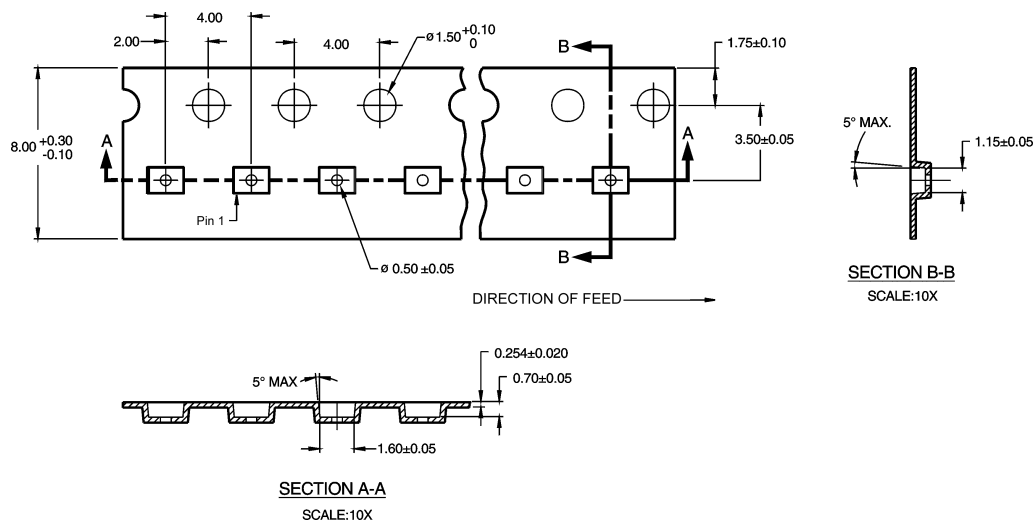 4.00
2.00
4.00
ø1.50 +0.10
0
B
1.75±0.10
8.00 +0.30
-0.10
A
A
3.50±0.05
5° MAX.
1.15±0.05
Pin 1
ø 0.50 ±0.05
B
SECTION B-B
SCALE:10X
DIRECTION OF FEED
5° MAX
0.254±0.020
0.70±0.05
1.60±0.05
SECTION A-A
SCALE:10X